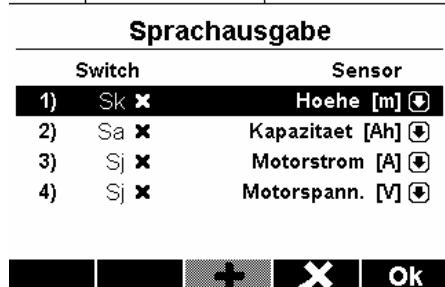 Sprachausgabe
Switch Sensor
1) Sk ✖ Hoehe [m]
2) Sa ✖ Kapazitaet [Ah]
3) Sj ✖ Motorstrom [A]
4) Sj ✖ Motorspann. [V]
+ X Ok